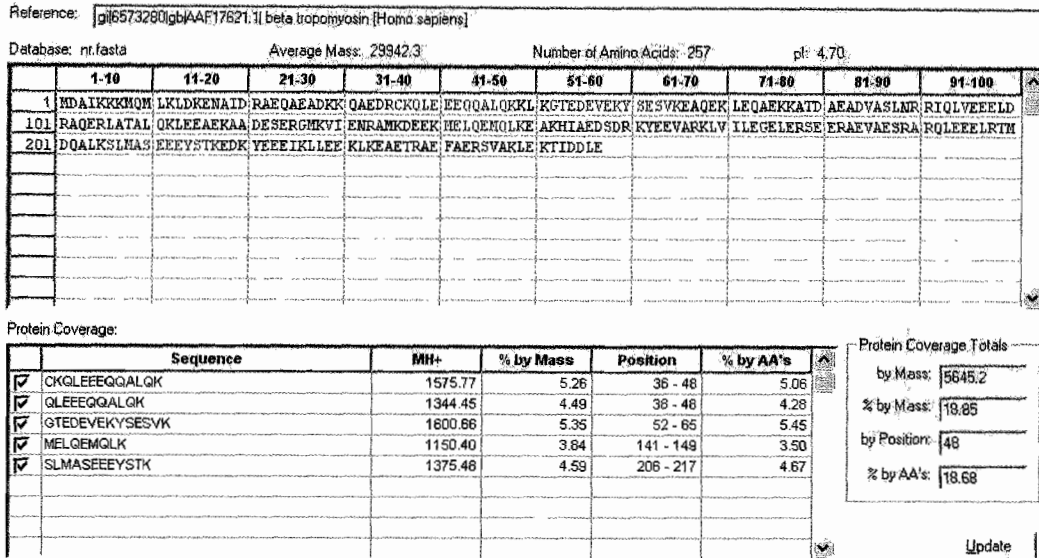 Reference: gi|6573280|gb|AAF17621.1| beta tropomyosin [Homo sapiens]
Database: nr.fasta Average Mass: 29942.3 Number of Amino Acids: 257 pI: 4.70
1-10 11-20 21-30 31-40 41-50 51-60 61-70 71-80 81-90 91-100
1 MDAIKKKMQM LKLDKENAID RAEQAEADKK QAEDRCKQLE EEQQALQKKL KGTEDEVEKY SESVKEAQEK LEQAEKKATD AEADVASLNR RIQLVEEELD
101 RAQERLATAL QKLEEAEKAA DESERGMKVI ENRAMKDEEK MELQEMQLKE AKHIAEDSDR KYEEVARKLV ILEGELERSE ERAEVAESRA RQLEEELRTM
201 DQALKSLMAS EEEYSTKEDK YEEEIKLLEE KLKEAETRAE FAERSVAKLE KTIDDLE
Protein Coverage:
Sequence MH+ % by Mass Position % by AA's
CKQLEEEQQALQK 1575.77 5.26 36 - 48 5.06
QLEEEQQALQK 1344.45 4.49 38 - 48 4.28
GTEDEVEKYSESVK 1600.66 5.35 52 - 65 5.45
MELQEMQLK 1150.40 3.84 141 - 149 3.50
SLMASEEEYSTK 1375.48 4.59 206 - 217 4.67
Protein Coverage Totals
by Mass: 5645.2
% by Mass: 18.85
by Position: 48
% by AA's: 18.68
Update